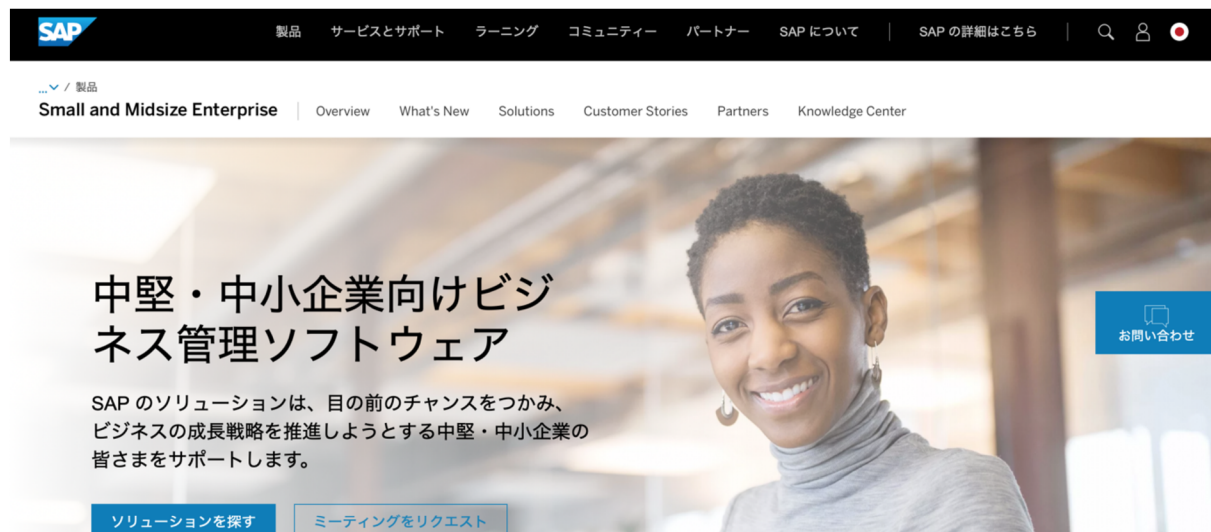 SAP 製品 サービスとサポート ラーニング コミュニティー パートナー SAP について SAP の詳細はこちら
... / 製品
Small and Midsize Enterprise Overview What's New Solutions Customer Stories Partners Knowledge Center
中堅・中小企業向けビジ
ネス管理ソフトウェア
お問い合わせ
SAP のソリューションは、目の前のチャンスをつかみ、
ビジネスの成長戦略を推進しようとする中堅・中小企業の
皆さまをサポートします。
ソリューションを探す ミーティングをリクエスト